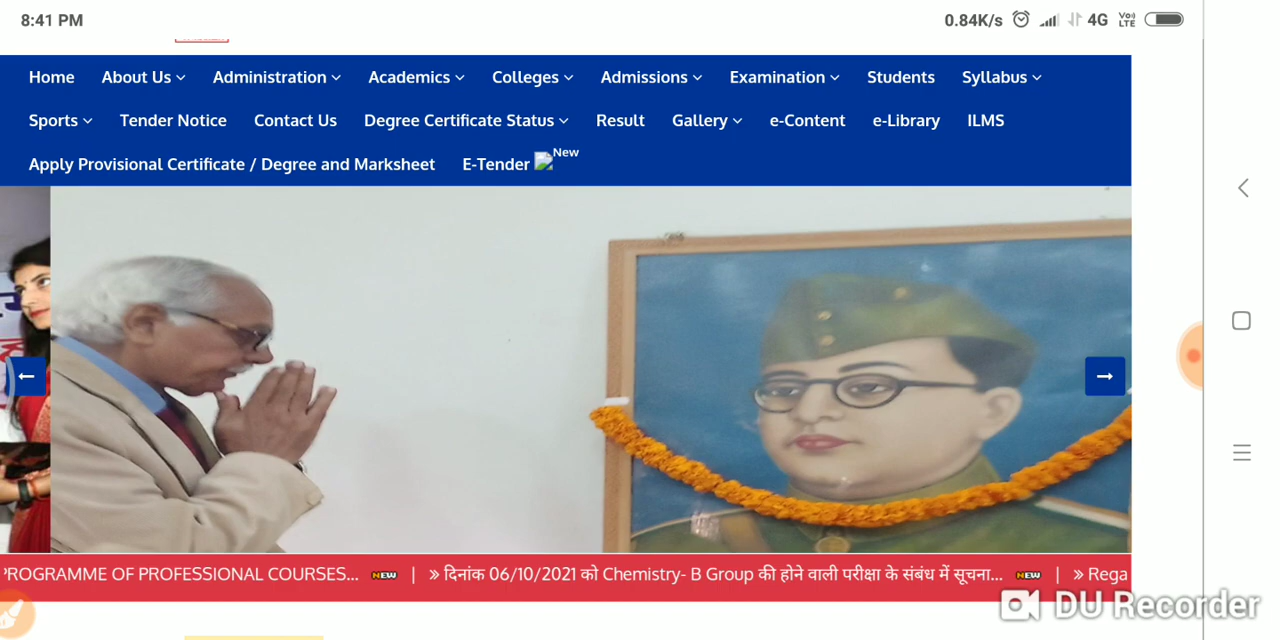 8:41 PM 0.84K/s 4G Vo)) LTE
Home About Us Administration Academics Colleges Admissions Examination Students Syllabus
Sports Tender Notice Contact Us Degree Certificate Status Result Gallery e-Content e-Library ILMS
Apply Provisional Certificate / Degree and Marksheet E-Tender New
PROGRAMME OF PROFESSIONAL COURSES... NEW | » दिनांक 06/10/2021 को Chemistry- B Group की होने वाली परीक्षा के संबंध में सूचना... NEW | » Rega
DU Recorder